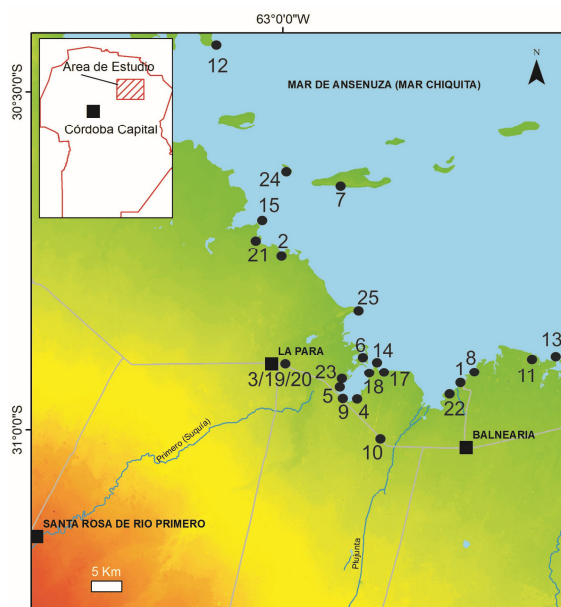 63°0'0"W
30°30'0"S
31°0'0"S
Area de Estudio
Córdoba Capital
N
MAR DE ANSENUZA (MAR CHIQUITA)
12
24
7
15
21
2
25
6
14
13
LA PARA
3/19/20
23
18
17
8
1
11
5
9
4
22
10
BALNEARIA
Primero (Suquía)
Plujunta
SANTA ROSA DE RIO PRIMERO
5 Km